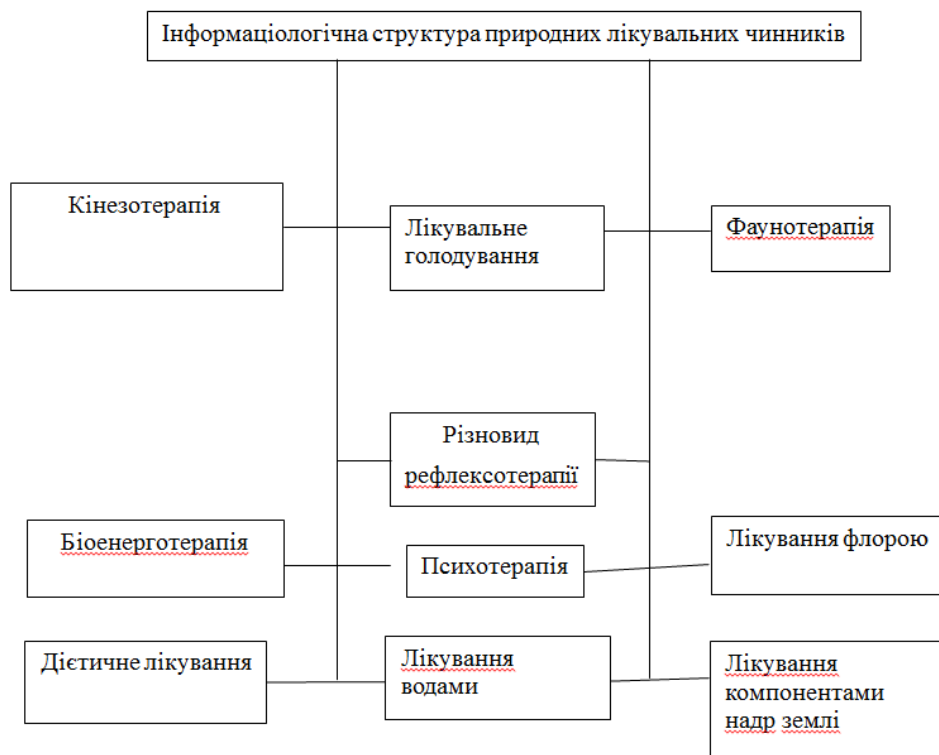 Інформаціологічна структура природних лікувальних чинників
Кінезотерапія
Лікувальне
голодування
Фаунотерапія
Різновид
рефлексотерапії
Біоенерготерапія
Психотерапія
Лікування флорою
Дієтичне лікування
Лікування
водами
Лікування
компонентами
надр землі